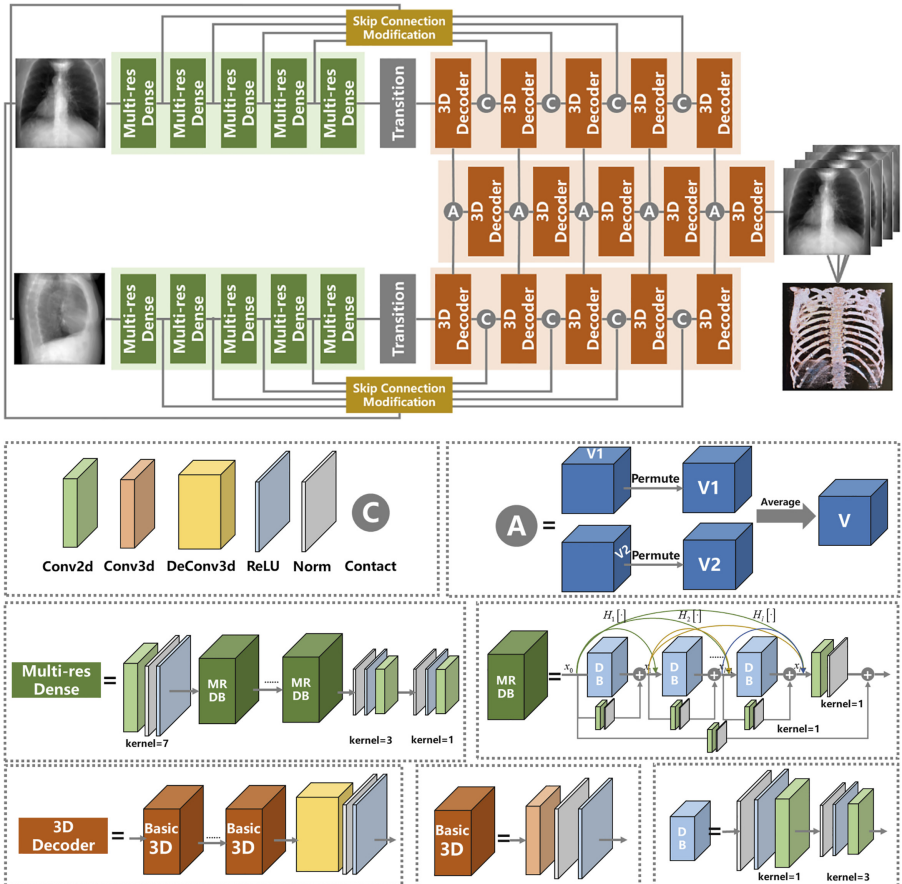 Skip Connection
Modification
Multi-res
Dense
Multi-res
Dense
Multi-res
Dense
Multi-res
Dense
Multi-res
Dense
Transition
3D
Decoder
C
3D
Decoder
C
3D
Decoder
C
3D
Decoder
C
3D
Decoder
A
3D
Decoder
A
3D
Decoder
A
3D
Decoder
A
3D
Decoder
A
3D
Decoder
Multi-res
Dense
Multi-res
Dense
Multi-res
Dense
Multi-res
Dense
Multi-res
Dense
Transition
3D
Decoder
C
3D
Decoder
C
3D
Decoder
C
3D
Decoder
C
3D
Decoder
Skip Connection
Modification
C
Conv2d Conv3d DeConv3d ReLU Norm Contact
A =
V1
Permute
V1
V2
Permute
V2
Average
V
Multi-res
Dense
=
kernel=7
MR
DB
......
MR
DB
kernel=3
kernel=1
MR
DB
=
H₁[·] H₂[·] Hₗ[·]
x₀
D
B
+
D
B
+
......
D
B
+
kernel=1
+
kernel=1
3D
Decoder
=
Basic
3D
......
Basic
3D
Basic
3D
=
D
B
=
kernel=1
kernel=3